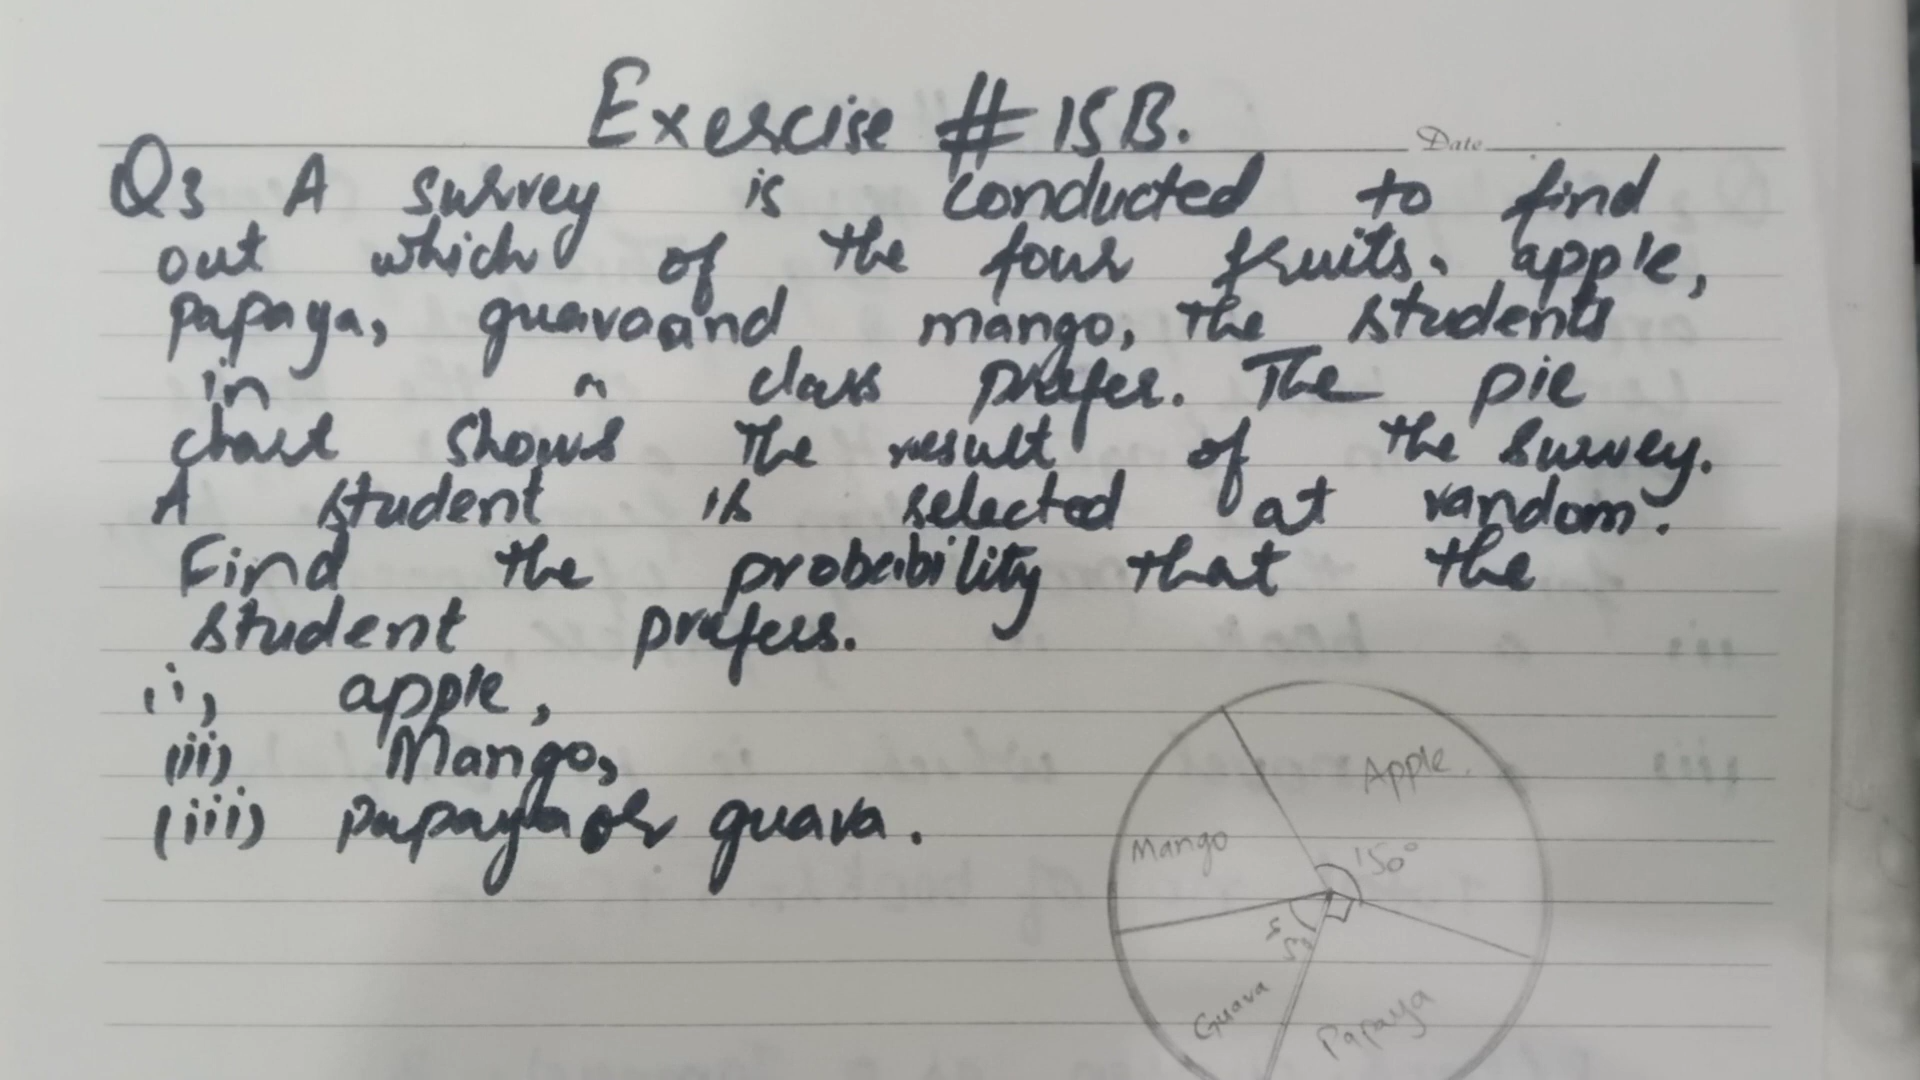 Exercise # 15B.
Date
Q3 A survey is conducted to find
out which of the four fruits. apple,
papaya, guava and mango, the students
in a class prefer. The pie
chart shows the result of the survey.
A student is selected at random.
Find the probability that the
student prefers.
(i), apple,
(ii) Mango,
(iii) papaya or guava.
Apple.
Mango
150°
55°
Guava
Papaya